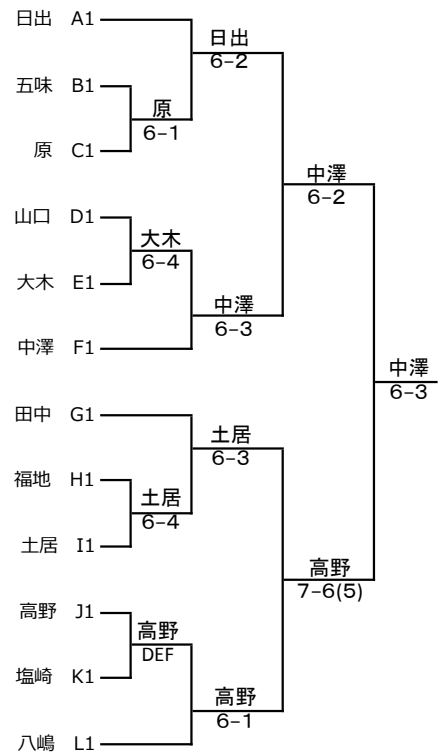 日出 A1
五味 B1
原 C1
山口 D1
大木 E1
中澤 F1
田中 G1
福地 H1
土居 I1
高野 J1
塩崎 K1
八嶋 L1
原
6-1
大木
6-4
土居
6-4
高野
DEF
日出
6-2
中澤
6-3
土居
6-3
高野
6-1
中澤
6-2
高野
7-6(5)
中澤
6-3